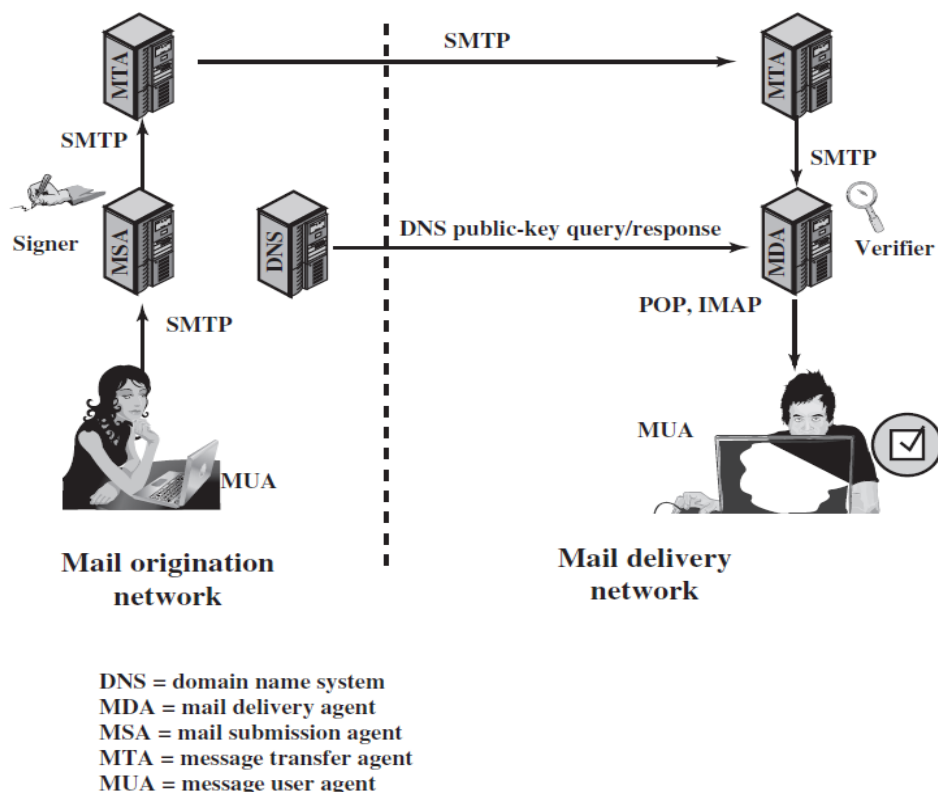 SMTP
MTA
MTA
SMTP
SMTP
Signer
MSA
DNS
DNS public-key query/response
MDA
Verifier
SMTP
POP, IMAP
MUA
MUA
Mail origination
network
Mail delivery
network
DNS = domain name system
MDA = mail delivery agent
MSA = mail submission agent
MTA = message transfer agent
MUA = message user agent